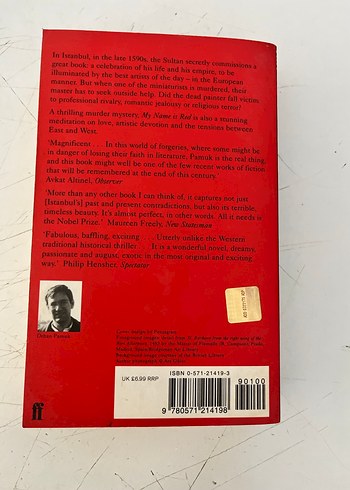 In Istanbul, in the late 1590s, the Sultan secretly commissions a
great book: a celebration of his life and his empire, to be
illuminated by the best artists of the day – in the European
manner. But when one of the miniaturists is murdered, their
master has to seek outside help. Did the dead painter fall victim
to professional rivalry, romantic jealousy or religious terror?
A thrilling murder mystery, My Name is Red is also a stunning
meditation on love, artistic devotion and the tensions between
East and West.
'Magnificent . . . In this world of forgeries, where some might be
in danger of losing their faith in literature, Pamuk is the real thing,
and this book might well be one of the few recent works of fiction
that will be remembered at the end of this century.'
Avkar Altinel, Observer
'More than any other book I can think of, it captures not just
[Istanbul's] past and present contradictions, but also its terrible,
timeless beauty. It's almost perfect, in other words. All it needs is
the Nobel Prize.' Maureen Freely, New Statesman
'Fabulous, baffling, exciting . . . Utterly unlike the Western
traditional historical thriller . . . It is a wonderful novel, dreamy,
passionate and august, exotic in the most original and exciting
way.' Philip Hensher, Spectator
Orhan Pamuk
Cover design by Pentagram
ff
UK £6.99 RRP
ISBN 0-571-21419-3
90100
9 780571 214198